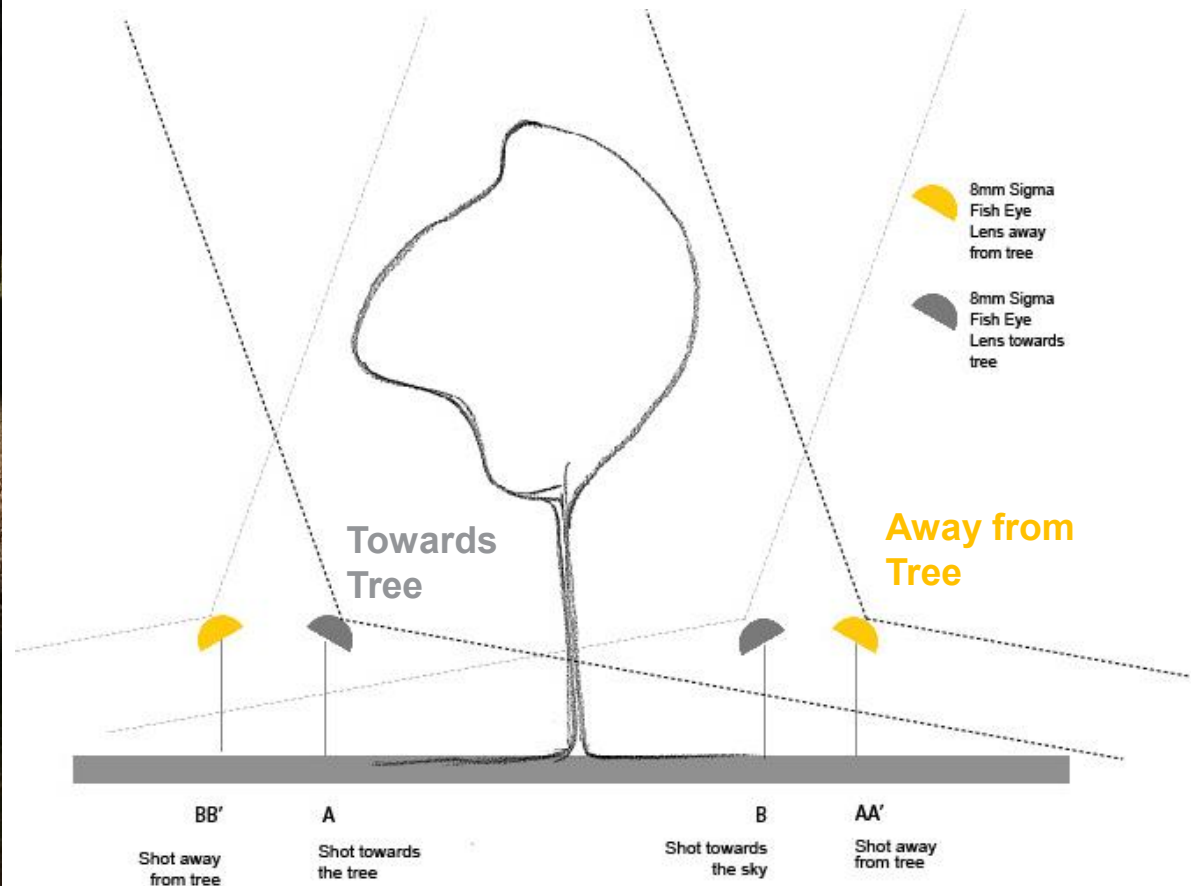 8mm Sigma
Fish Eye
Lens away
from tree
8mm Sigma
Fish Eye
Lens towards
tree
Towards
Tree
Away from
Tree
BB'
A
B
AA'
Shot away
from tree
Shot towards
the tree
Shot towards
the sky
Shot away
from tree